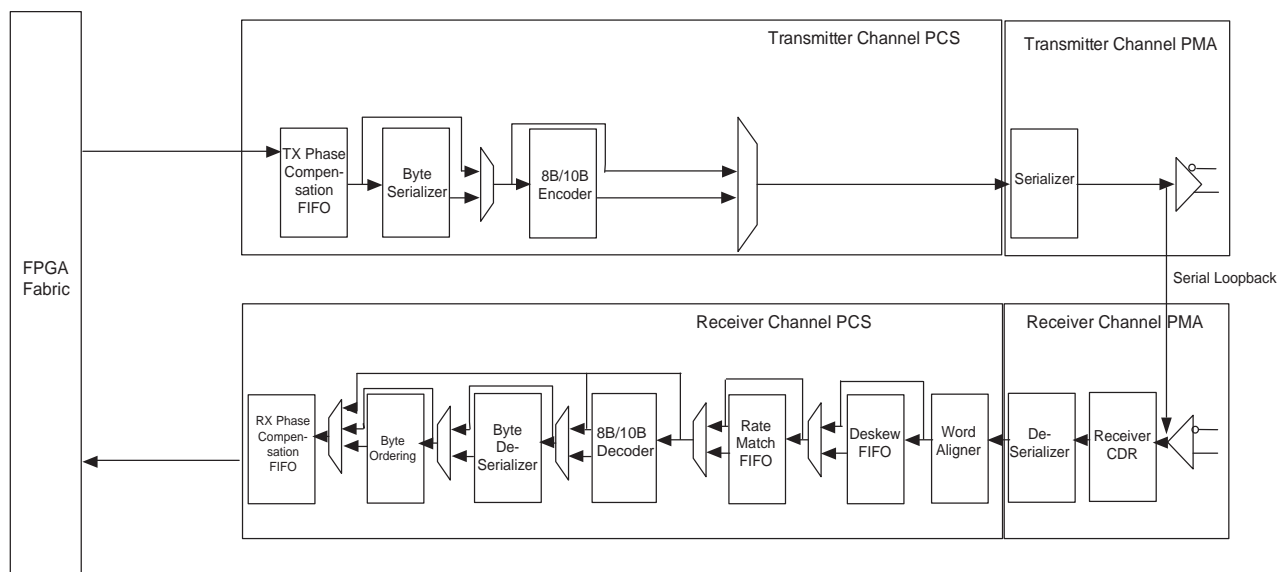 Transmitter Channel PCS
Transmitter Channel PMA
TX Phase
Compen-
sation
FIFO
Byte
Serializer
8B/10B
Encoder
Serializer
FPGA
Fabric
Serial Loopback
Receiver Channel PCS
Receiver Channel PMA
RX Phase
Compen-
sation
FIFO
Byte
Ordering
Byte
De-
Serializer
8B/10B
Decoder
Rate
Match
FIFO
Deskew
FIFO
Word
Aligner
De-
Serializer
Receiver
CDR